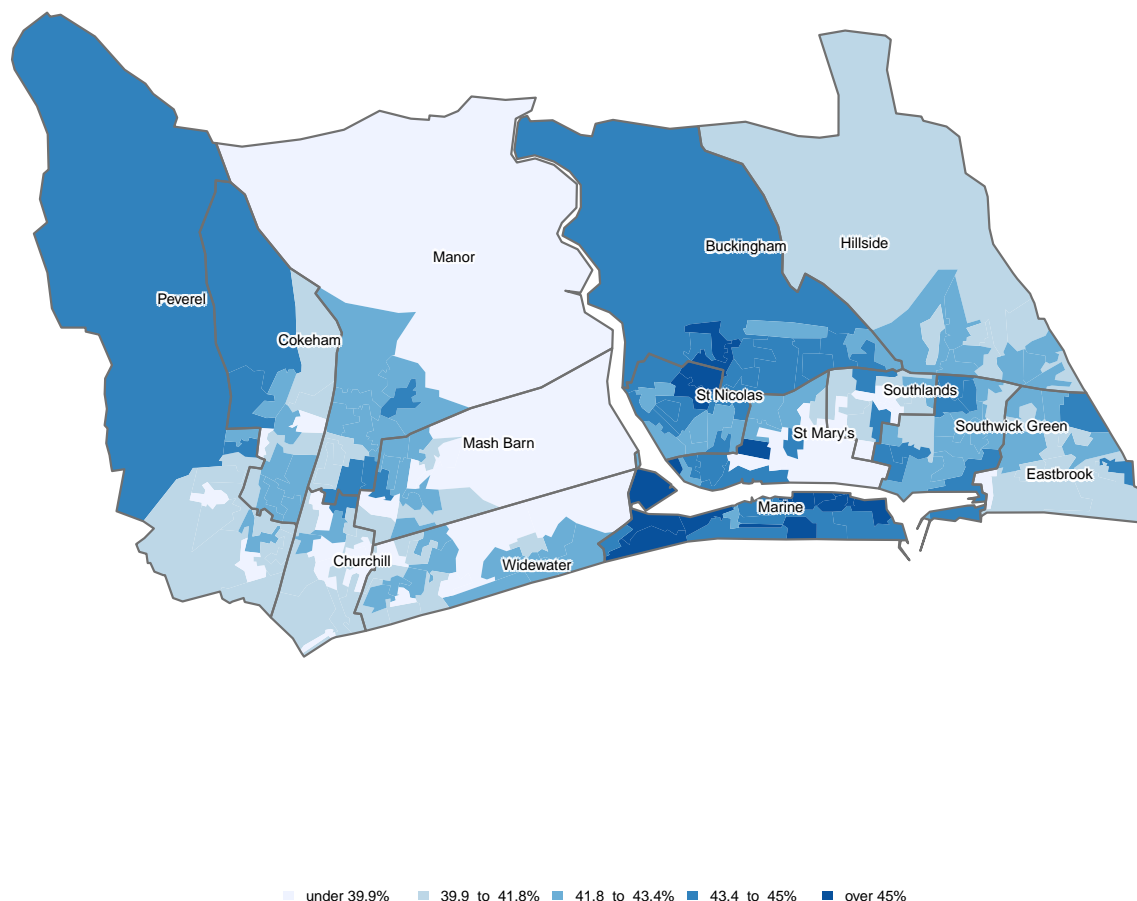 Hillside
Buckingham
Manor
Peverel
Cokeham
Southlands
St Nicolas
Southwick Green
St Mary's
Mash Barn
Eastbrook
Marine
Churchill
Widewater
under 39.9%
39.9 to 41.8%
41.8 to 43.4%
43.4 to 45%
over 45%